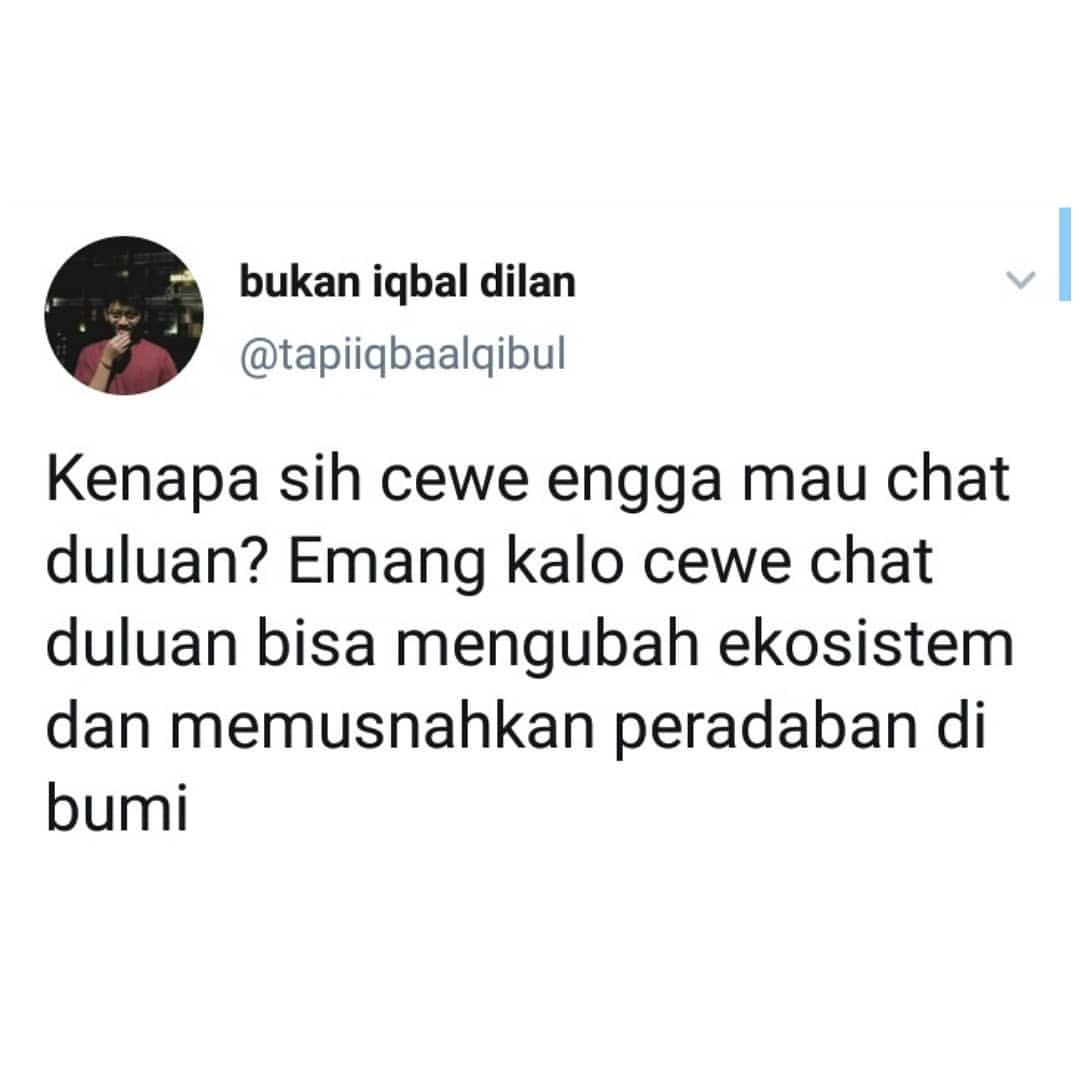 bukan iqbal dilan
@tapiiqbaalqibul
Kenapa sih cewe engga mau chat
duluan? Emang kalo cewe chat
duluan bisa mengubah ekosistem
dan memusnahkan peradaban di
bumi